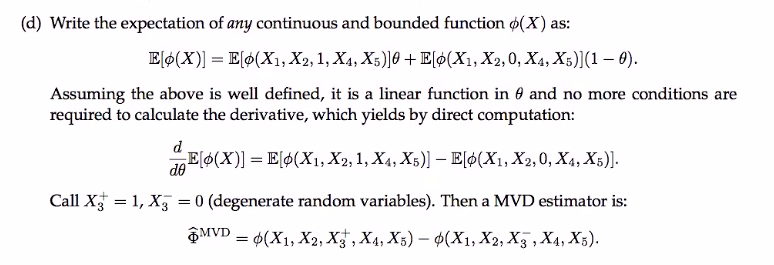 (d) Write the expectation of any continuous and bounded function ϕ(X) as:
𝔼[ϕ(X)] = 𝔼[ϕ(X₁, X₂, 1, X₄, X₅)]θ + 𝔼[ϕ(X₁, X₂, 0, X₄, X₅)](1 − θ).
Assuming the above is well defined, it is a linear function in θ and no more conditions are
required to calculate the derivative, which yields by direct computation:
d/dθ 𝔼[ϕ(X)] = 𝔼[ϕ(X₁, X₂, 1, X₄, X₅)] − 𝔼[ϕ(X₁, X₂, 0, X₄, X₅)].
Call X₃⁺ = 1, X₃⁻ = 0 (degenerate random variables). Then a MVD estimator is:
Φ̂ᴹⱽᴰ = ϕ(X₁, X₂, X₃⁺, X₄, X₅) − ϕ(X₁, X₂, X₃⁻, X₄, X₅).